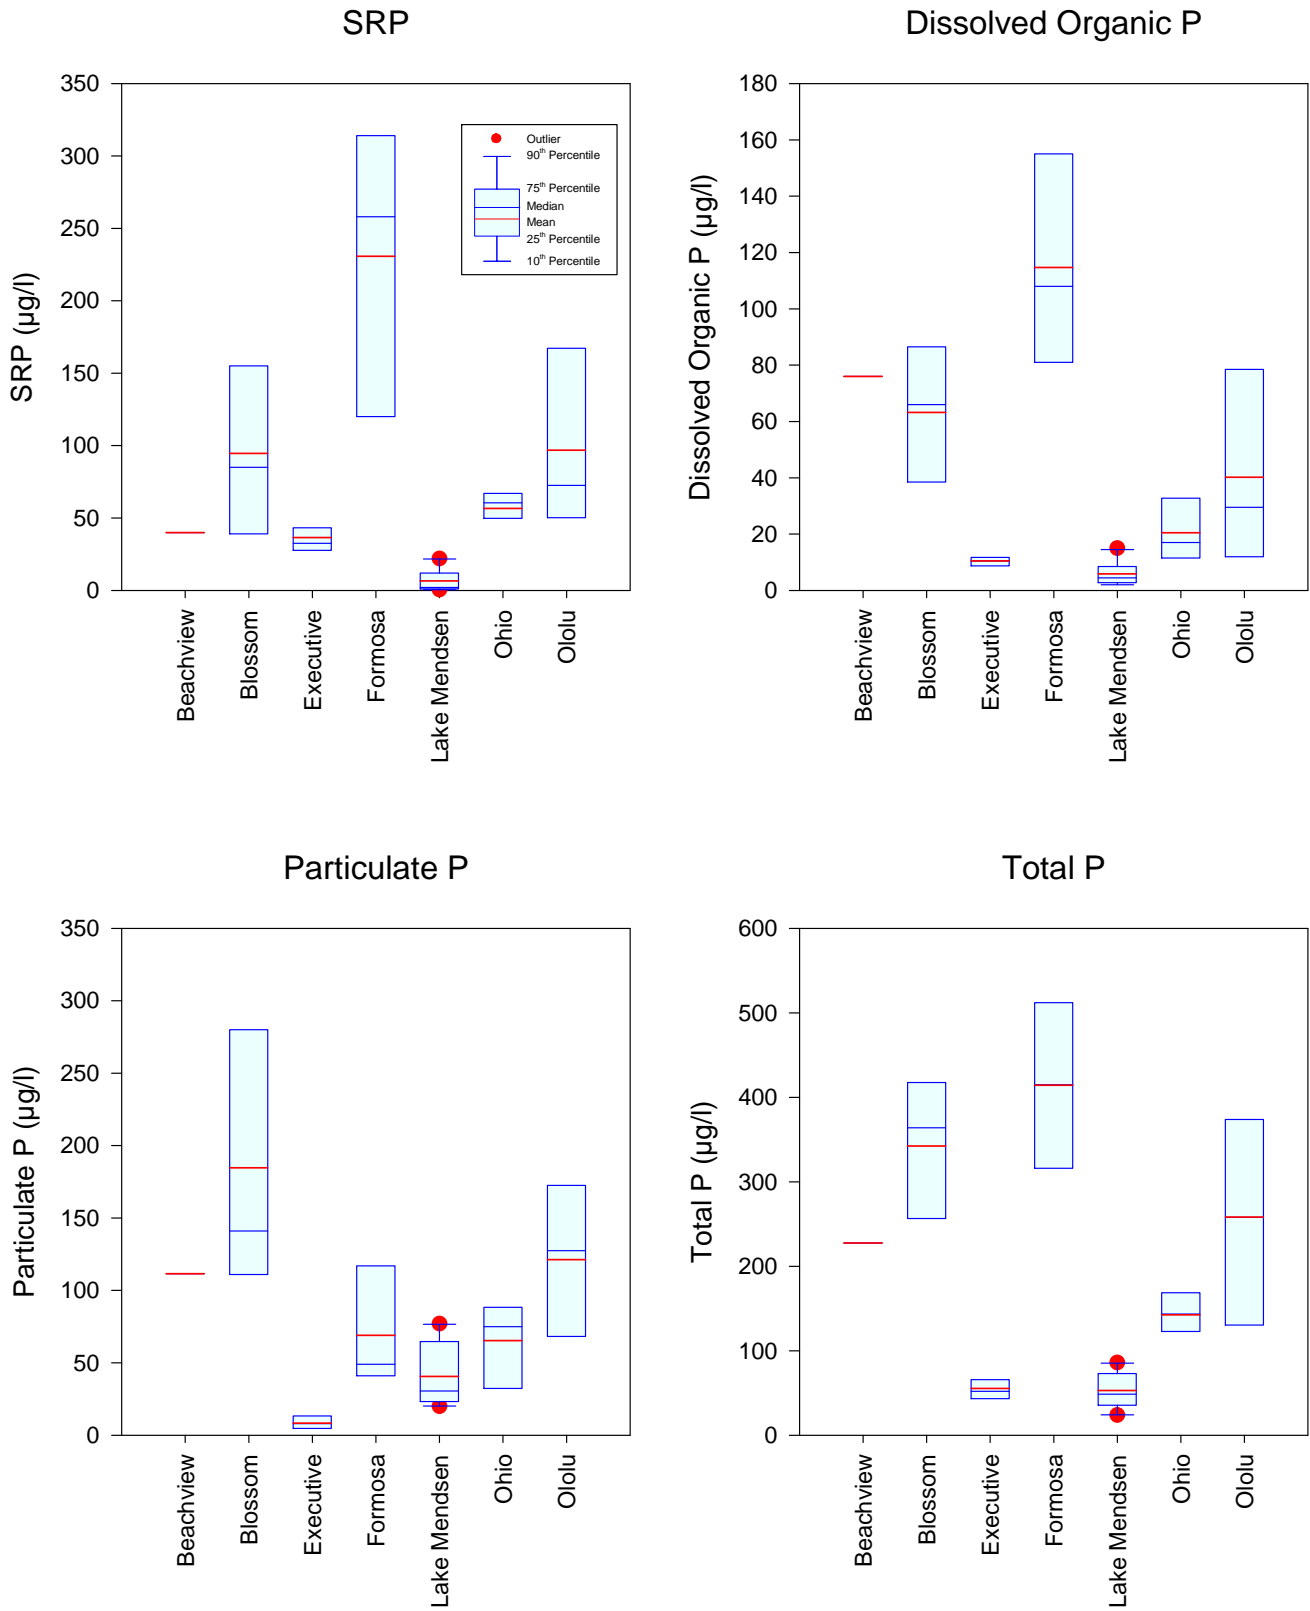 SRP
SRP (µg/l)
350
300
250
200
150
100
50
0
Outlier
90th Percentile
75th Percentile
Median
Mean
25th Percentile
10th Percentile
Beachview
Blossom
Executive
Formosa
Lake Mendsen
Ohio
Ololu
Dissolved Organic P
Dissolved Organic P (µg/l)
180
160
140
120
100
80
60
40
20
0
Beachview
Blossom
Executive
Formosa
Lake Mendsen
Ohio
Ololu
Particulate P
Particulate P (µg/l)
350
300
250
200
150
100
50
0
Beachview
Blossom
Executive
Formosa
Lake Mendsen
Ohio
Ololu
Total P
Total P (µg/l)
600
500
400
300
200
100
0
Beachview
Blossom
Executive
Formosa
Lake Mendsen
Ohio
Ololu